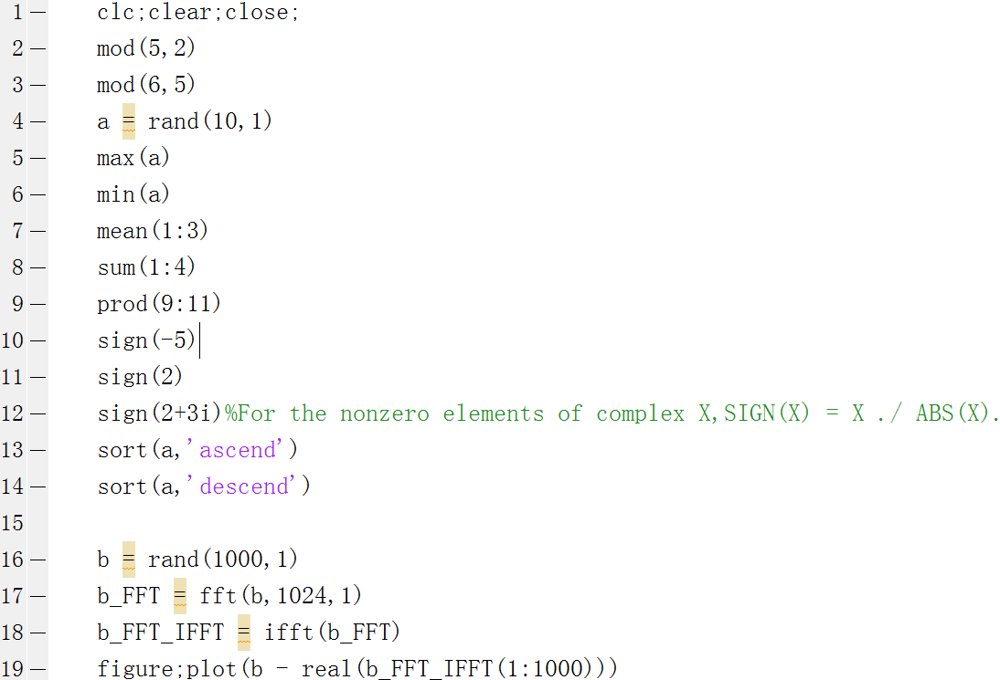 1 — clc;clear;close;
2 — mod(5,2)
3 — mod(6,5)
4 — a = rand(10,1)
5 — max(a)
6 — min(a)
7 — mean(1:3)
8 — sum(1:4)
9 — prod(9:11)
10 — sign(-5)
11 — sign(2)
12 — sign(2+3i)%For the nonzero elements of complex X,SIGN(X) = X ./ ABS(X).
13 — sort(a,'ascend')
14 — sort(a,'descend')
15
16 — b = rand(1000,1)
17 — b_FFT = fft(b,1024,1)
18 — b_FFT_IFFT = ifft(b_FFT)
19 — figure;plot(b - real(b_FFT_IFFT(1:1000)))